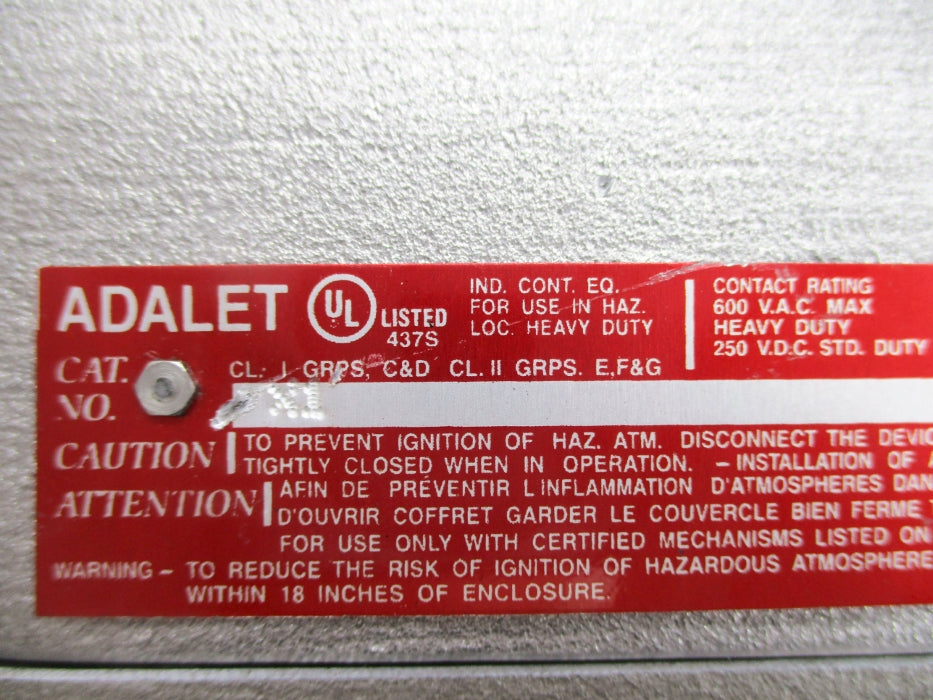 ADALET UL LISTED 437S
IND. CONT. EQ.
FOR USE IN HAZ.
LOC. HEAVY DUTY
CONTACT RATING
600 V.A.C. MAX
HEAVY DUTY
250 V.D.C. STD. DUTY
CL. I GRPS, C&D CL. II GRPS. E,F&G
CAT.
NO.
CAUTION
TO PREVENT IGNITION OF HAZ. ATM. DISCONNECT THE
TIGHTLY CLOSED WHEN IN OPERATION. – INSTALLATION OF
ATTENTION
AFIN DE PRÉVENTIR L INFLAMMATION D'ATMOSPHERES
D'OUVRIR COFFRET GARDER LE COUVERCLE BIEN FERME
FOR USE ONLY WITH CERTIFIED MECHANISMS LISTED ON
WARNING – TO REDUCE THE RISK OF IGNITION OF HAZARDOUS ATMOSPHERE
WITHIN 18 INCHES OF ENCLOSURE.